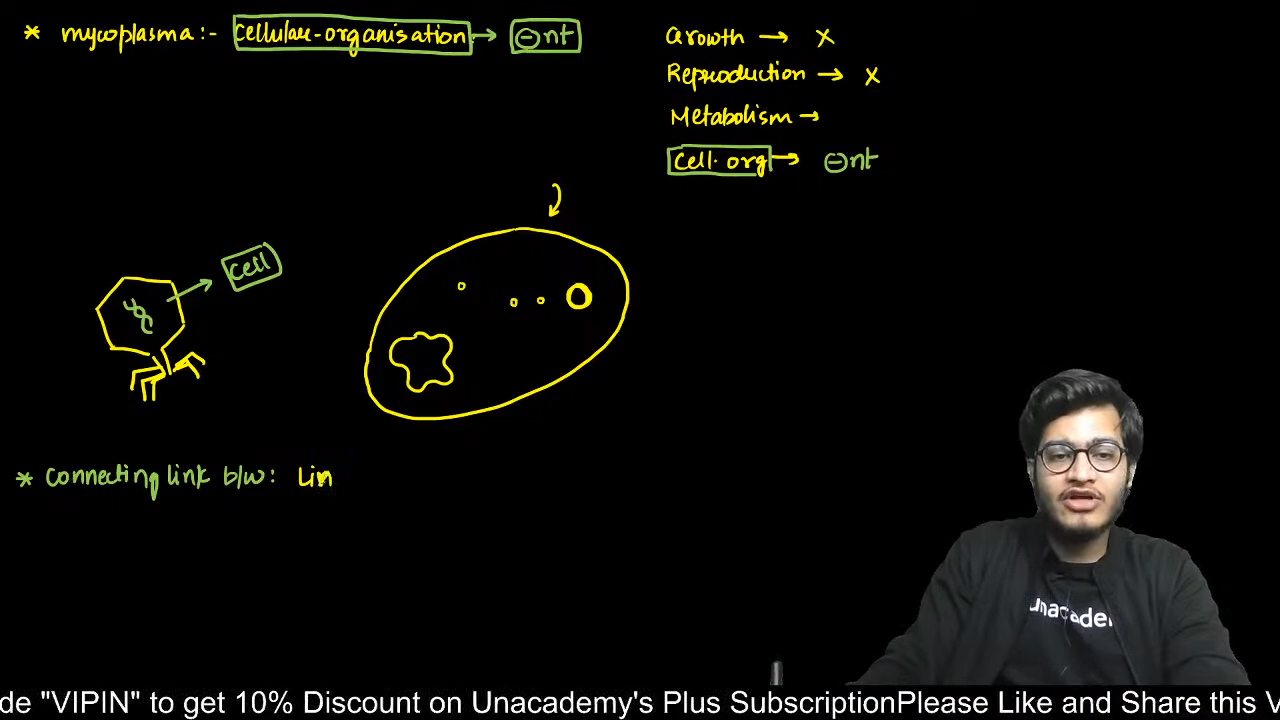 * mycoplasma :- Cellular-organisation → ⊖nt
Growth → x
Reproduction → x
Metabolism →
Cell. org → ⊖nt
Cell
* Connecting link b/w: Lin
unacadem
de "VIPIN" to get 10% Discount on Unacademy's Plus SubscriptionPlease Like and Share this V